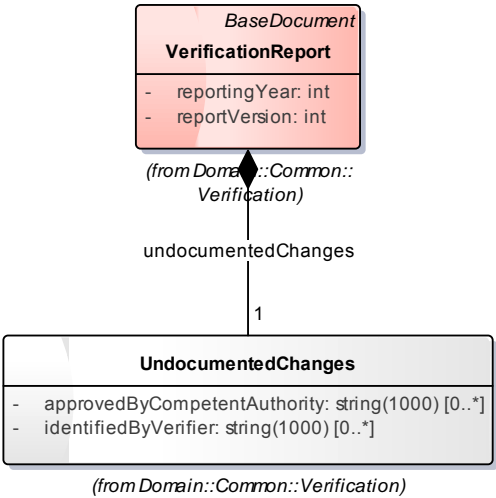 BaseDocument
VerificationReport
- reportingYear: int
- reportVersion: int
(from Domain::Common::
Verification)
undocumentedChanges
1
UndocumentedChanges
- approvedByCompetentAuthority: string(1000) [0..*]
- identifiedByVerifier: string(1000) [0..*]
(from Domain::Common::Verification)